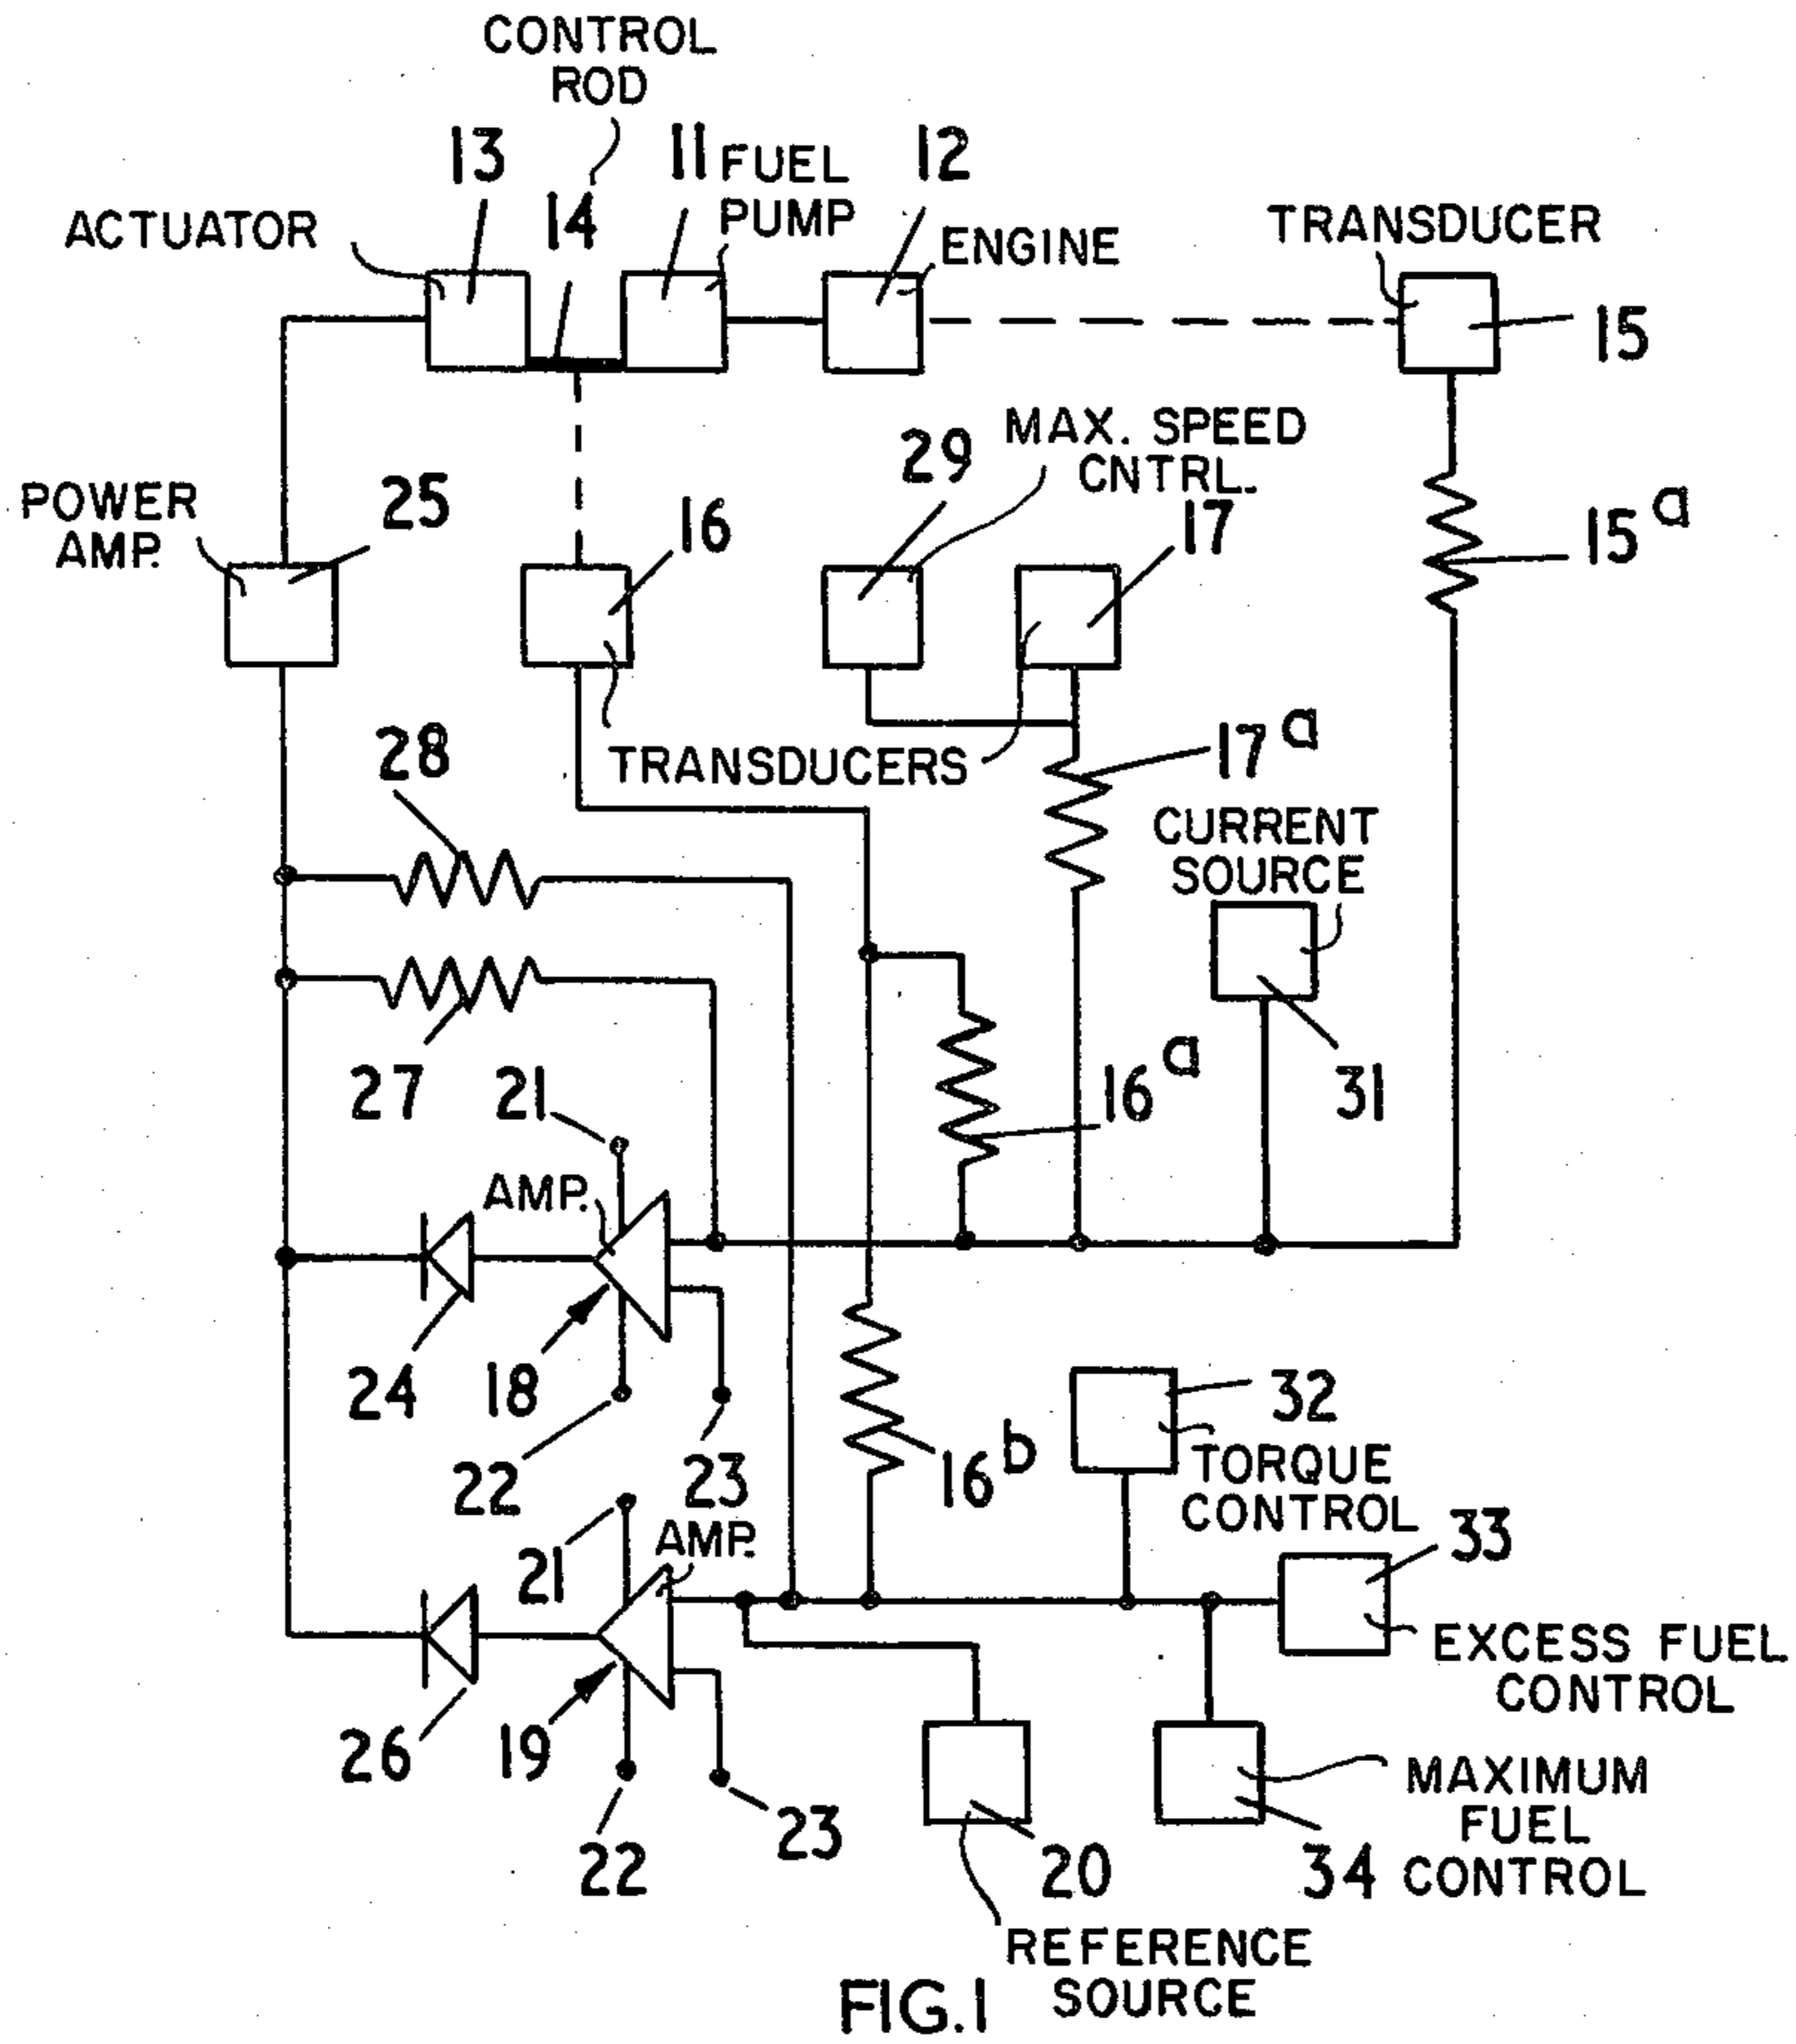 CONTROL
ROD
13
11 FUEL
PUMP
12
14
ACTUATOR
ENGINE
TRANSDUCER
15
MAX. SPEED
CNTRL.
29
17
POWER
AMP.
25
16
15a
TRANSDUCERS
17a
28
CURRENT
SOURCE
27
21
16a
31
AMP.
24
18
22
23
16b
32
TORQUE
CONTROL
21
AMP.
33
EXCESS FUEL
CONTROL
26
19
22
23
20
34
MAXIMUM
FUEL
CONTROL
REFERENCE
SOURCE
FIG.1